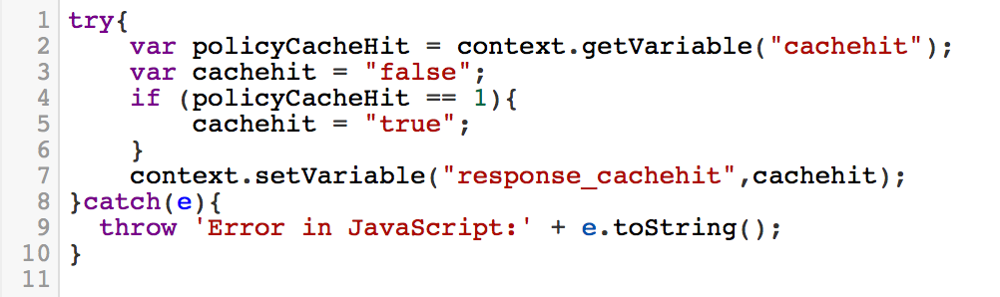 1 try{
2     var policyCacheHit = context.getVariable("cachehit");
3     var cachehit = "false";
4     if (policyCacheHit == 1){
5         cachehit = "true";
6     }
7     context.setVariable("response_cachehit",cachehit);
8 }catch(e){
9   throw 'Error in JavaScript:' + e.toString();
10 }
11